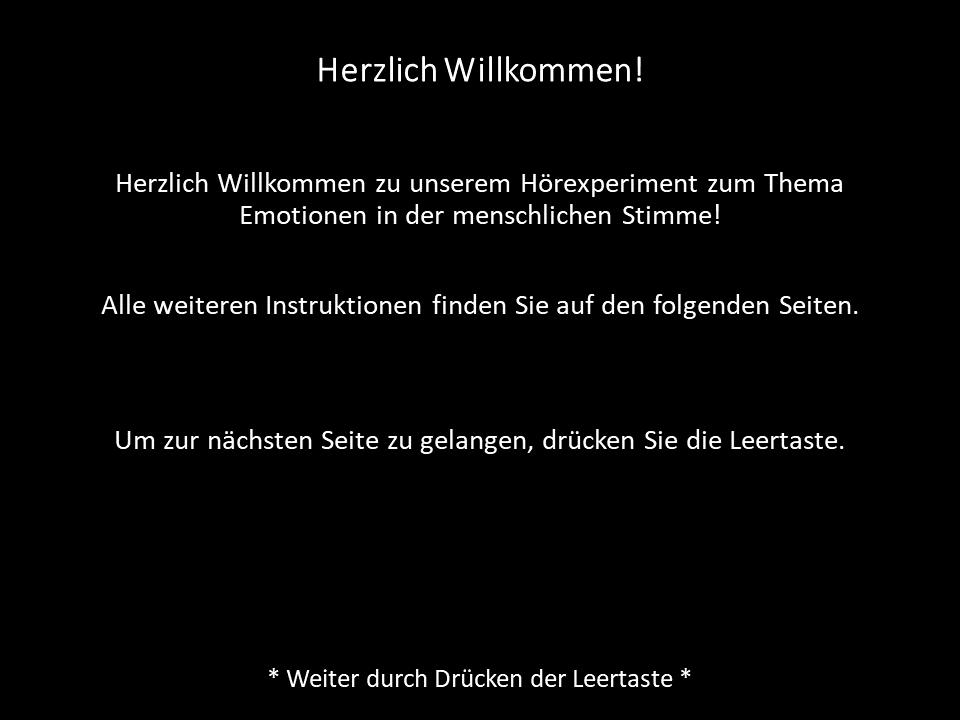 Herzlich Willkommen!
Herzlich Willkommen zu unserem Hörexperiment zum Thema
Emotionen in der menschlichen Stimme!
Alle weiteren Instruktionen finden Sie auf den folgenden Seiten.
Um zur nächsten Seite zu gelangen, drücken Sie die Leertaste.
* Weiter durch Drücken der Leertaste *